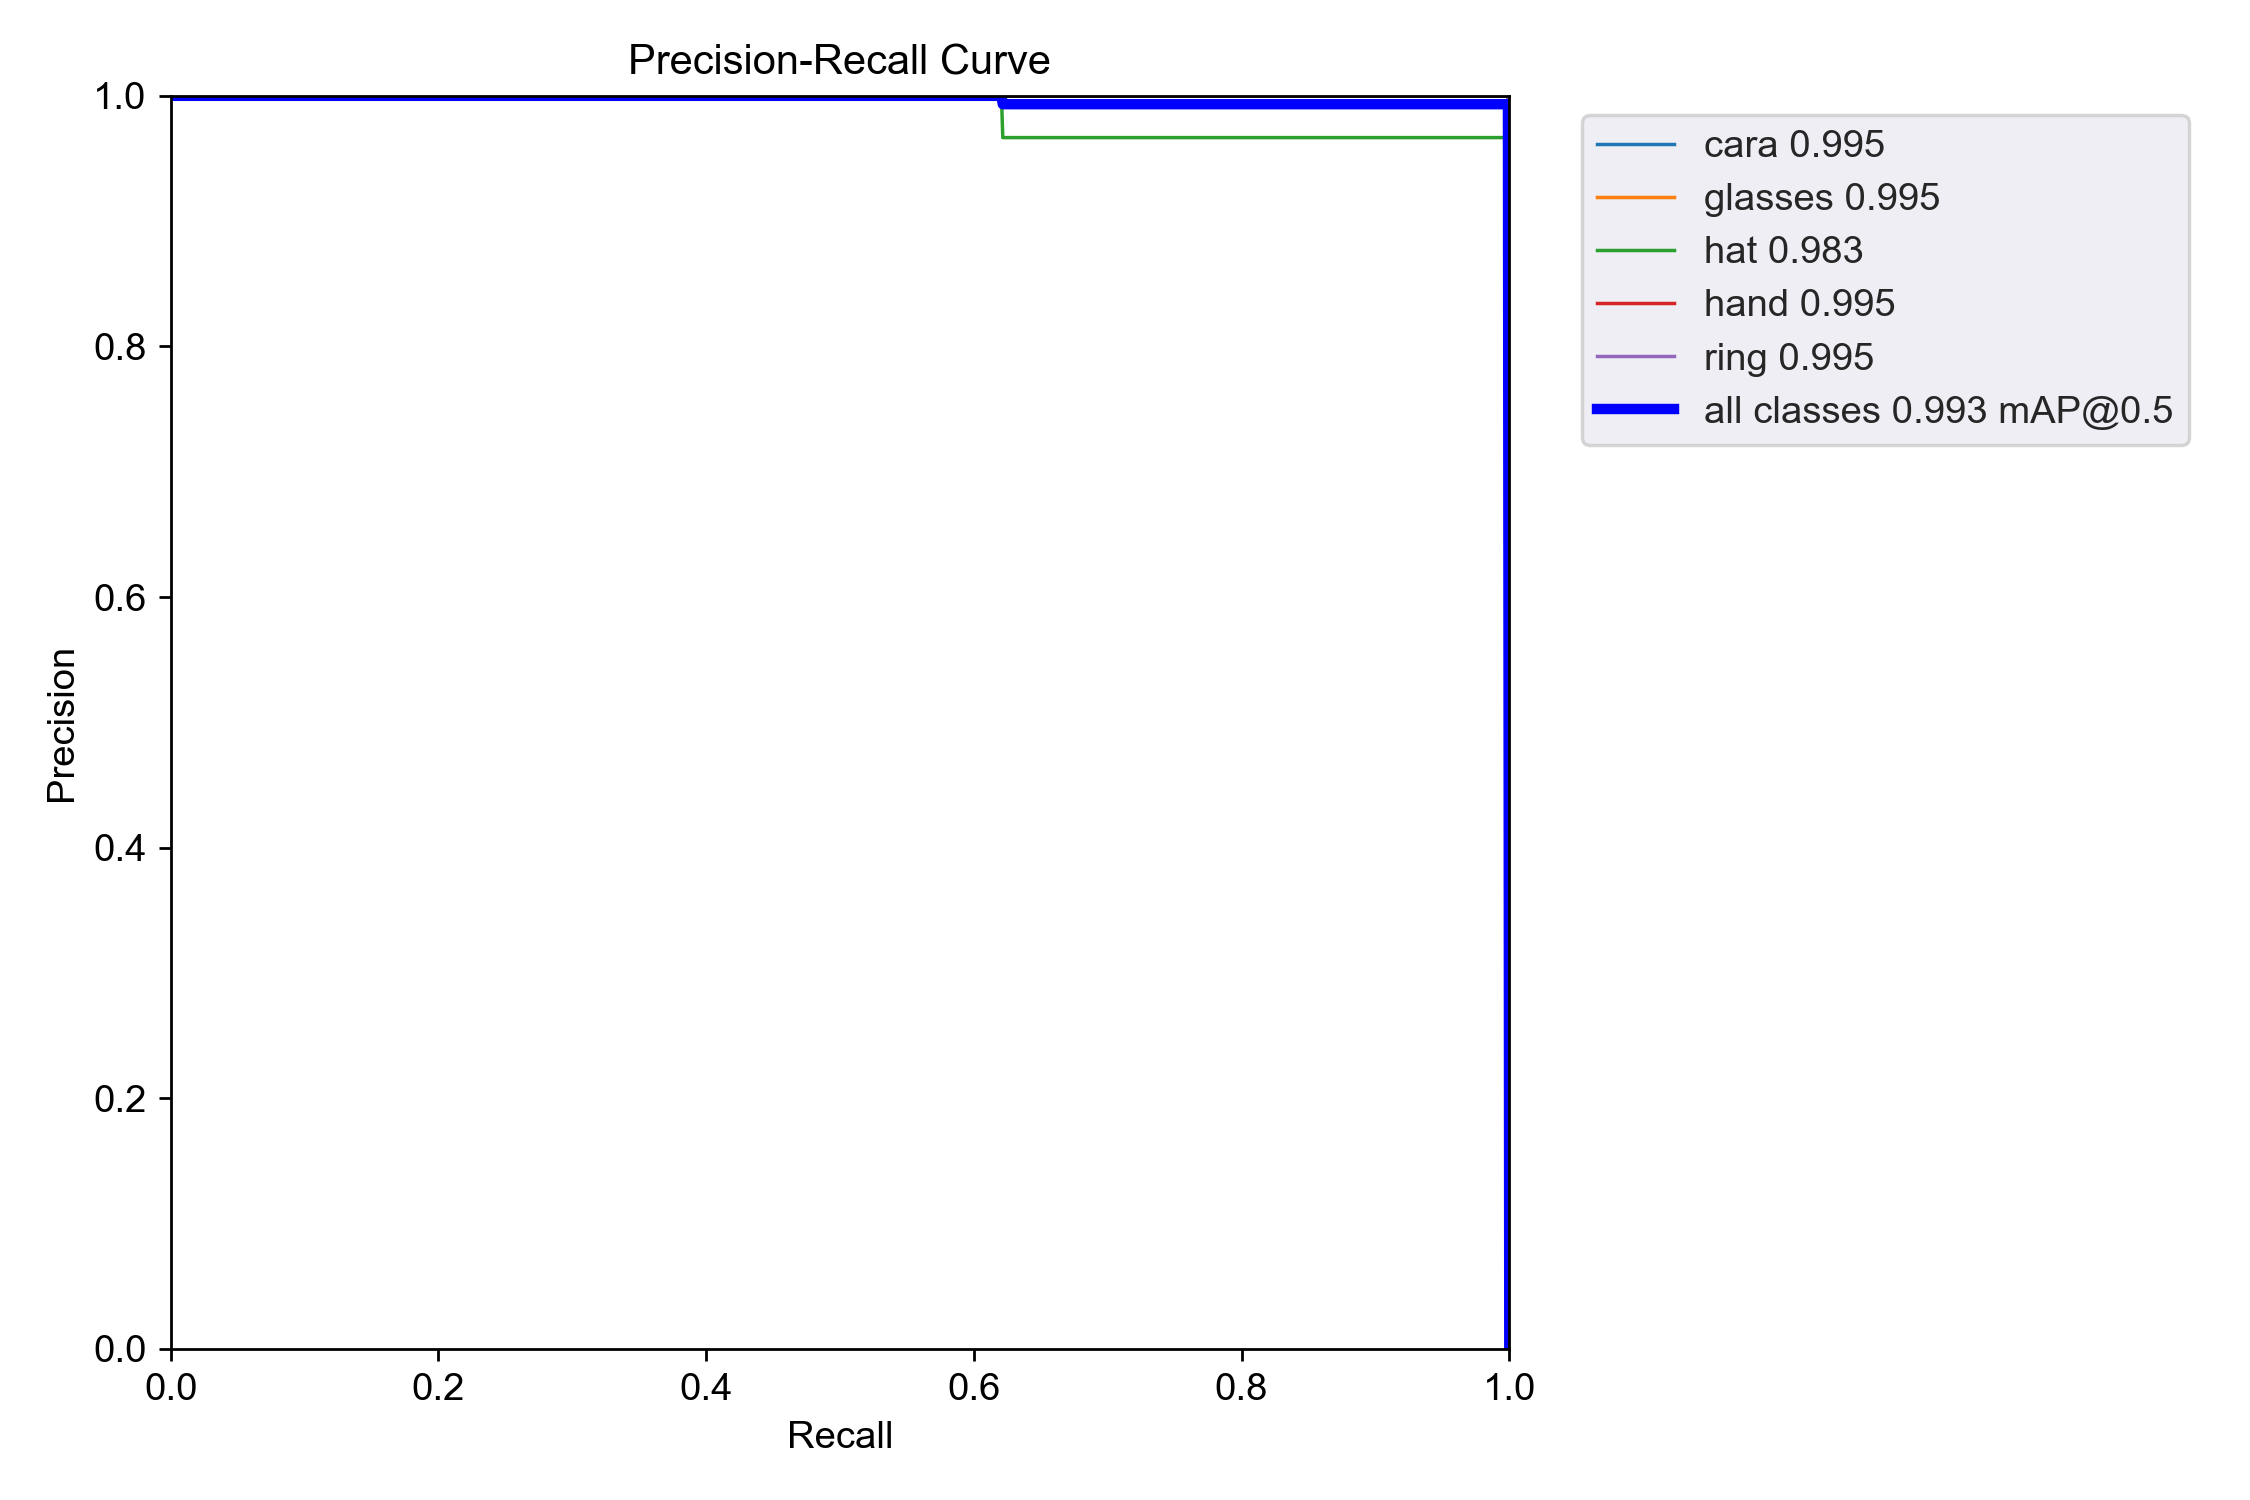 Precision-Recall Curve
1.0
0.8
0.6
0.4
0.2
0.0
Precision
0.0 0.2 0.4 0.6 0.8 1.0
Recall
cara 0.995
glasses 0.995
hat 0.983
hand 0.995
ring 0.995
all classes 0.993 mAP@0.5